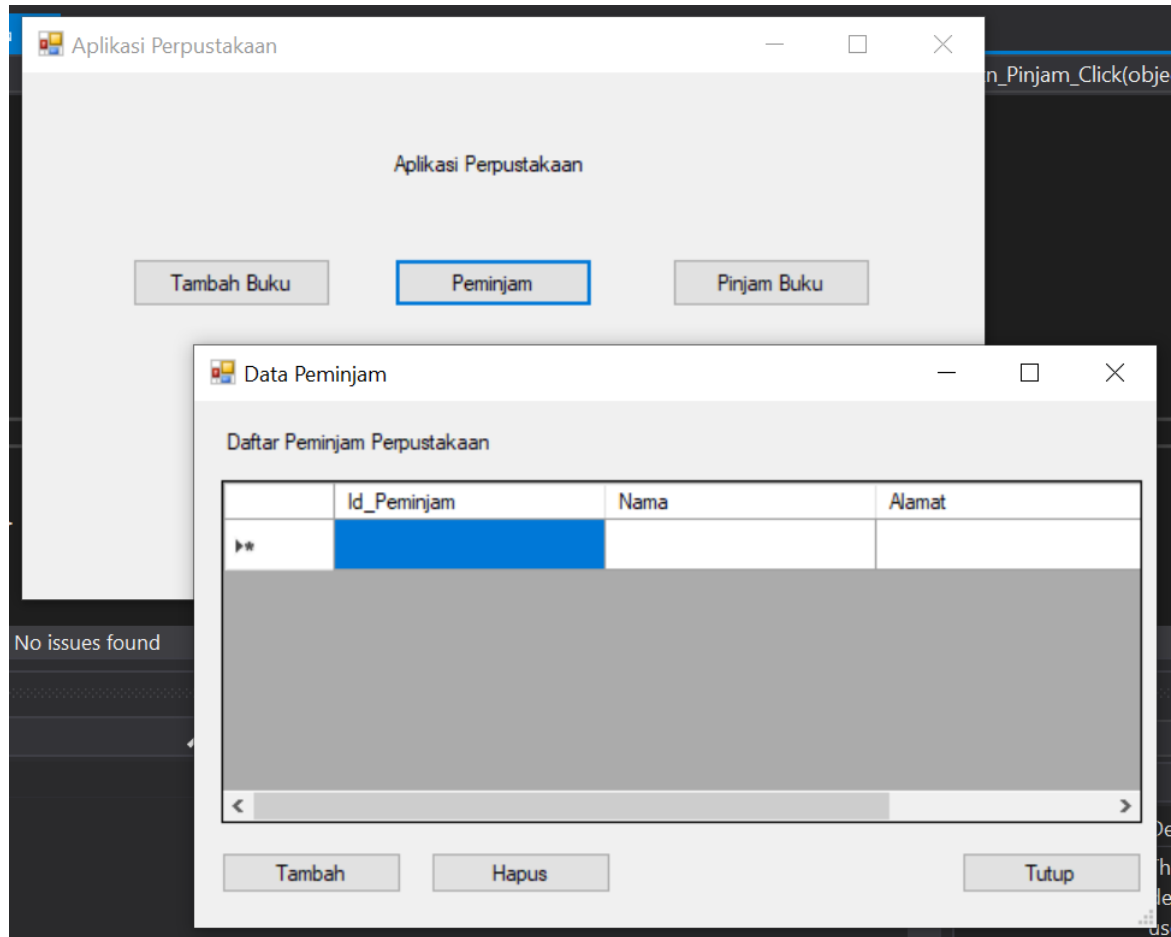 Aplikasi Perpustakaan
n_Pinjam_Click(obje
Aplikasi Perpustakaan
Tambah Buku Peminjam Pinjam Buku
Data Peminjam
Daftar Peminjam Perpustakaan
Id_Peminjam Nama Alamat
No issues found
Tambah Hapus Tutup